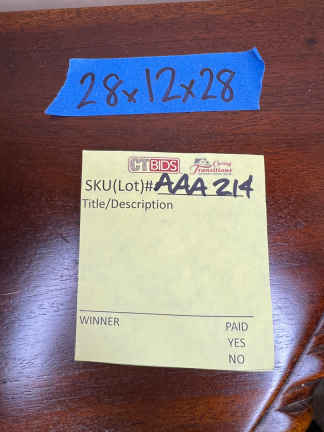 28x12x28
CTBIDS Caring Transitions
SKU(Lot)# AAA 214
Title/Description
WINNER PAID
YES
NO